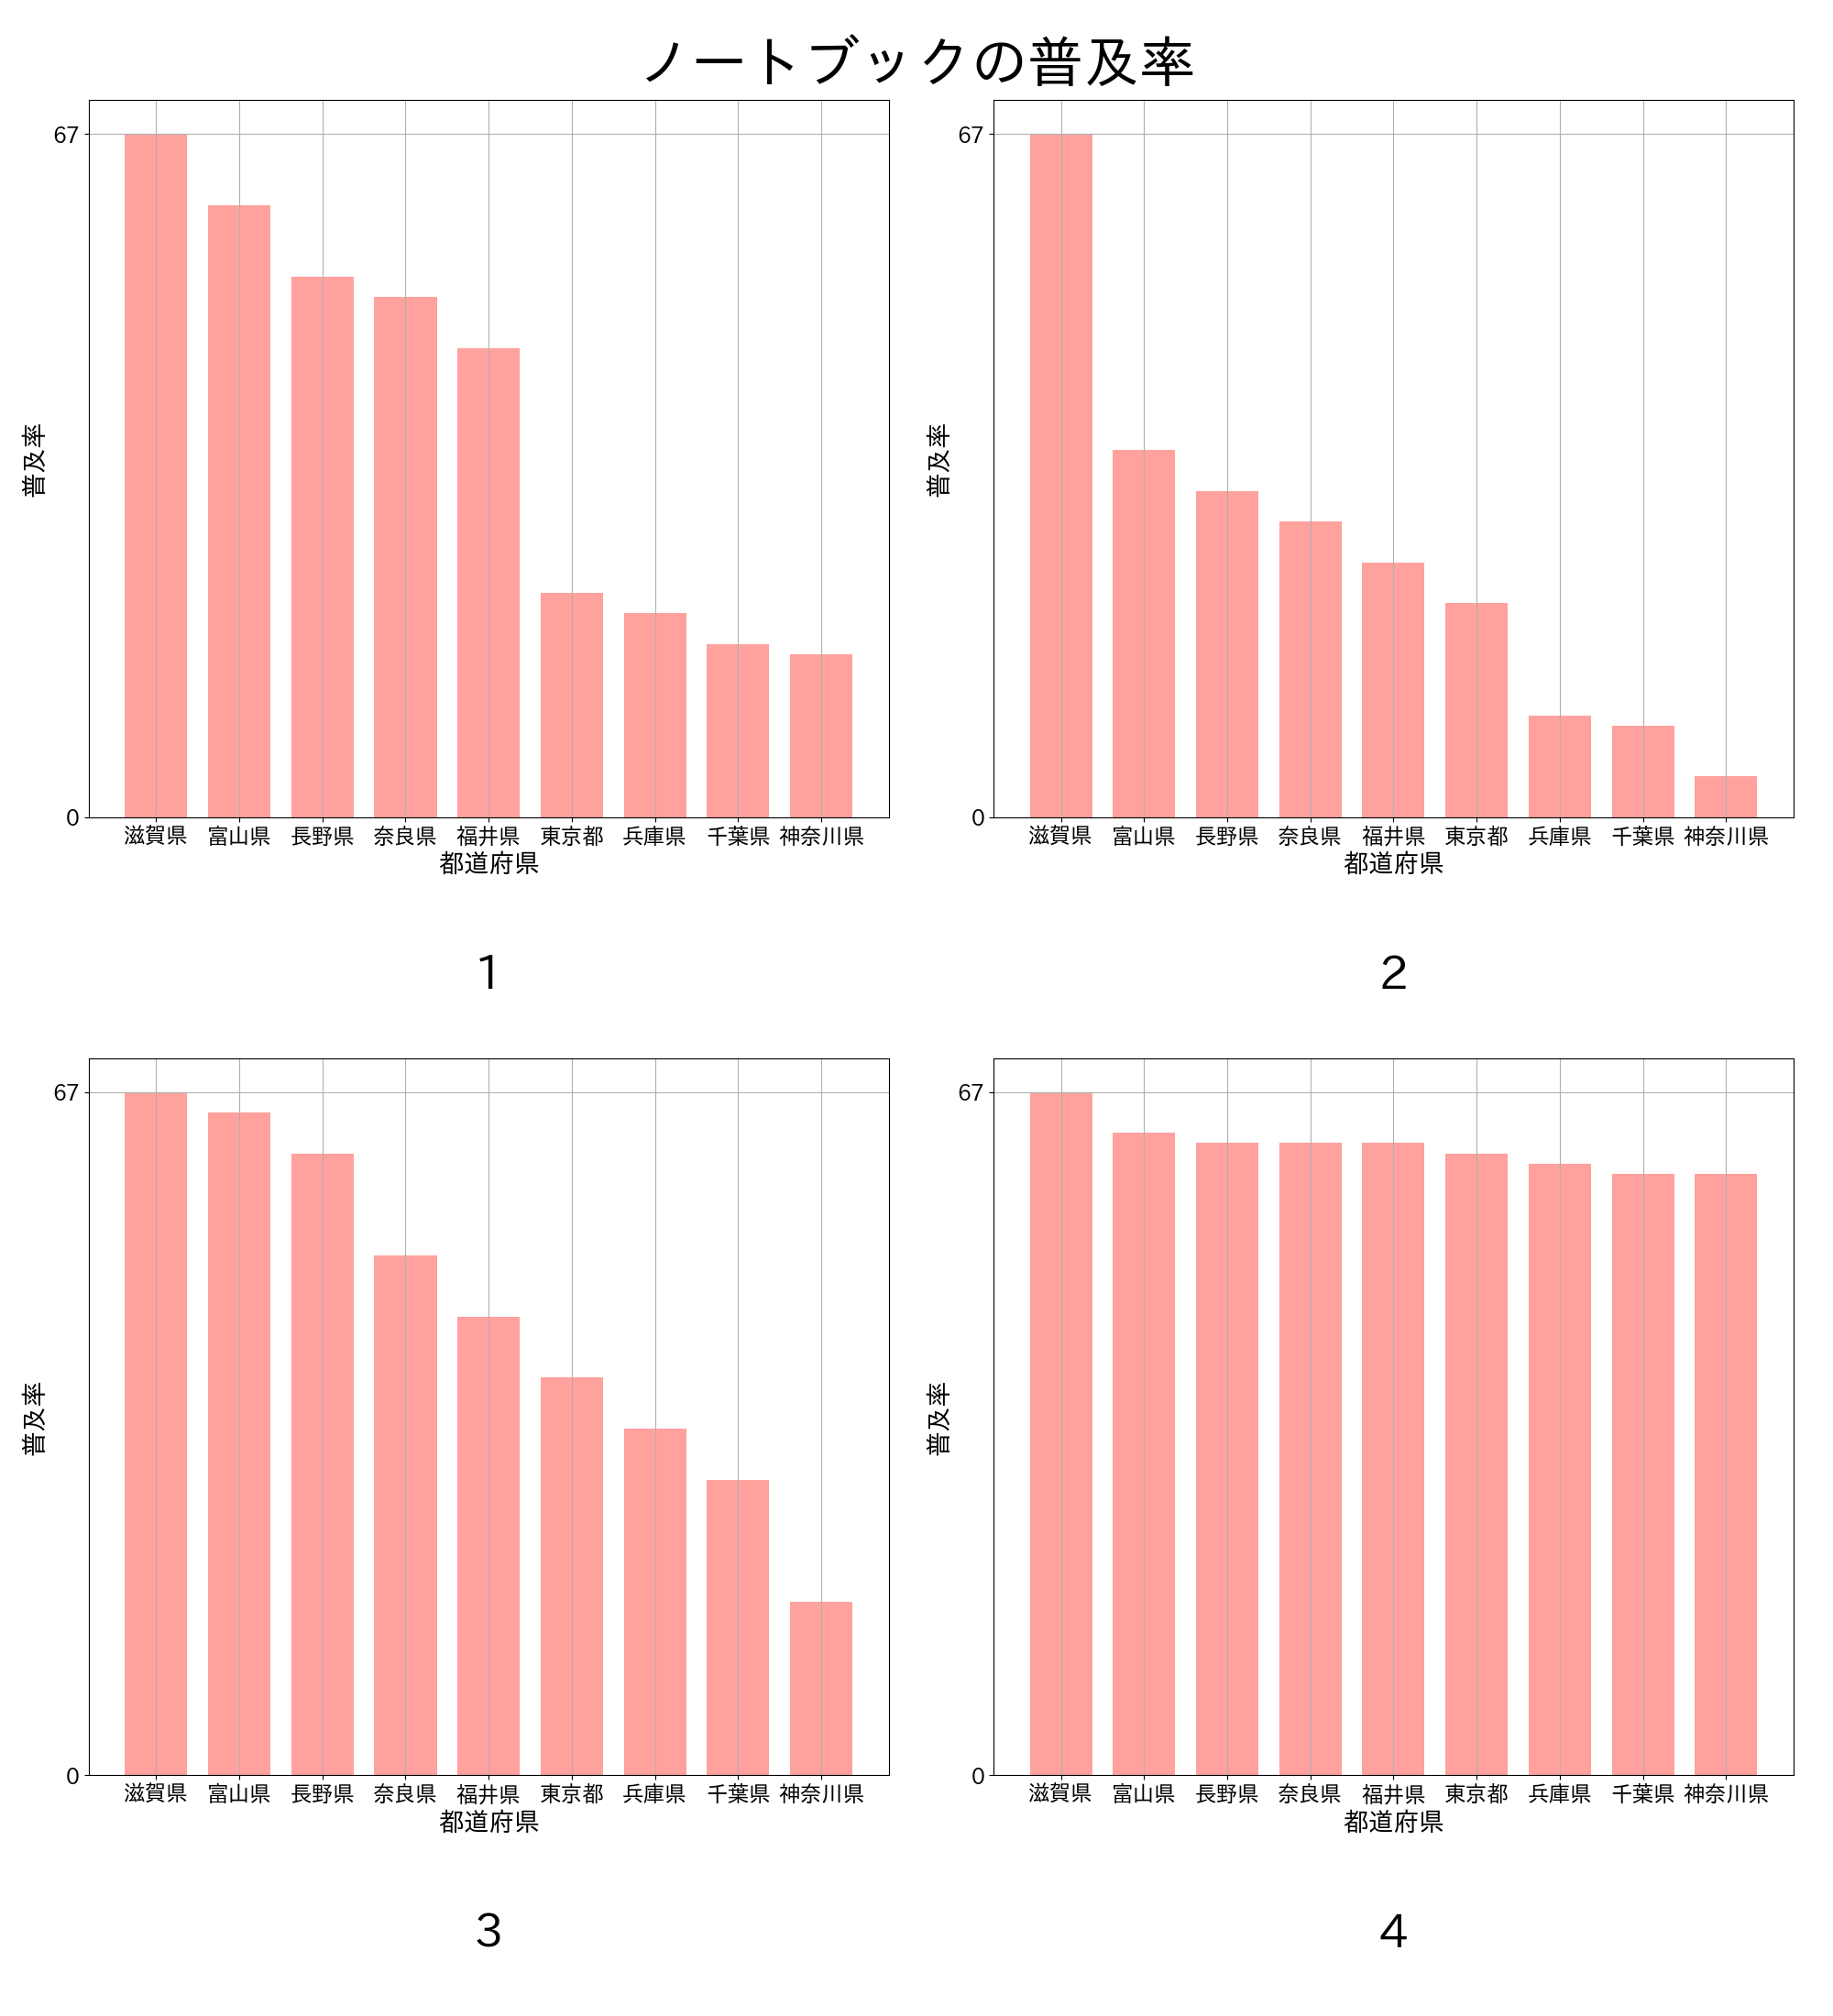 ノートブックの普及率
67
0
普及率
滋賀県 富山県 長野県 奈良県 福井県 東京都 兵庫県 千葉県 神奈川県
都道府県
1
67
0
普及率
滋賀県 富山県 長野県 奈良県 福井県 東京都 兵庫県 千葉県 神奈川県
都道府県
2
67
0
普及率
滋賀県 富山県 長野県 奈良県 福井県 東京都 兵庫県 千葉県 神奈川県
都道府県
3
67
0
普及率
滋賀県 富山県 長野県 奈良県 福井県 東京都 兵庫県 千葉県 神奈川県
都道府県
4